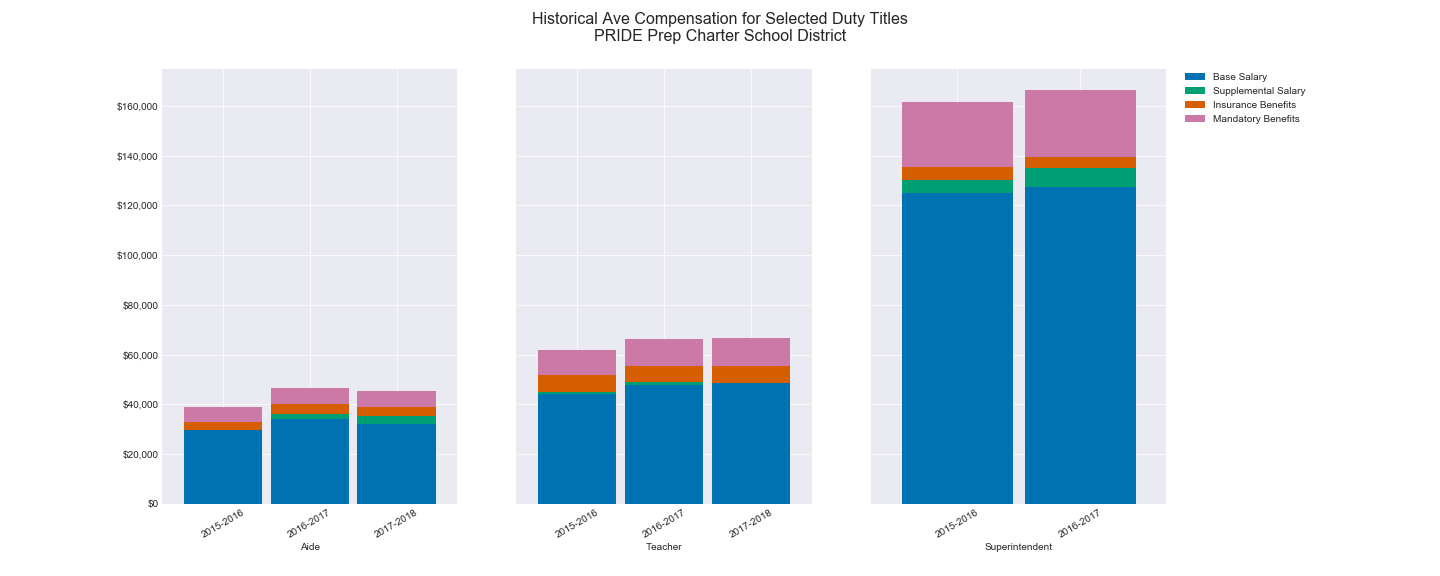 Historical Ave Compensation for Selected Duty Titles
PRIDE Prep Charter School District
$160,000
$140,000
$120,000
$100,000
$80,000
$60,000
$40,000
$20,000
$0
2015-2016
2016-2017
2017-2018
Aide
2015-2016
2016-2017
2017-2018
Teacher
2015-2016
2016-2017
Superintendent
Base Salary
Supplemental Salary
Insurance Benefits
Mandatory Benefits